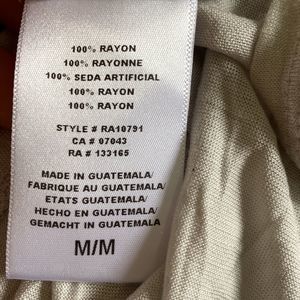 100% RAYON
100% RAYONNE
100% SEDA ARTIFICIAL
100% RAYON
100% RAYON
STYLE # RA10791
CA # 07043
RA # 133165
MADE IN GUATEMALA/
FABRIQUE AU GUATEMALA/
ETATS GUATEMALA/
HECHO EN GUATEMALA/
GEMACHT IN GUATEMALA
M/M